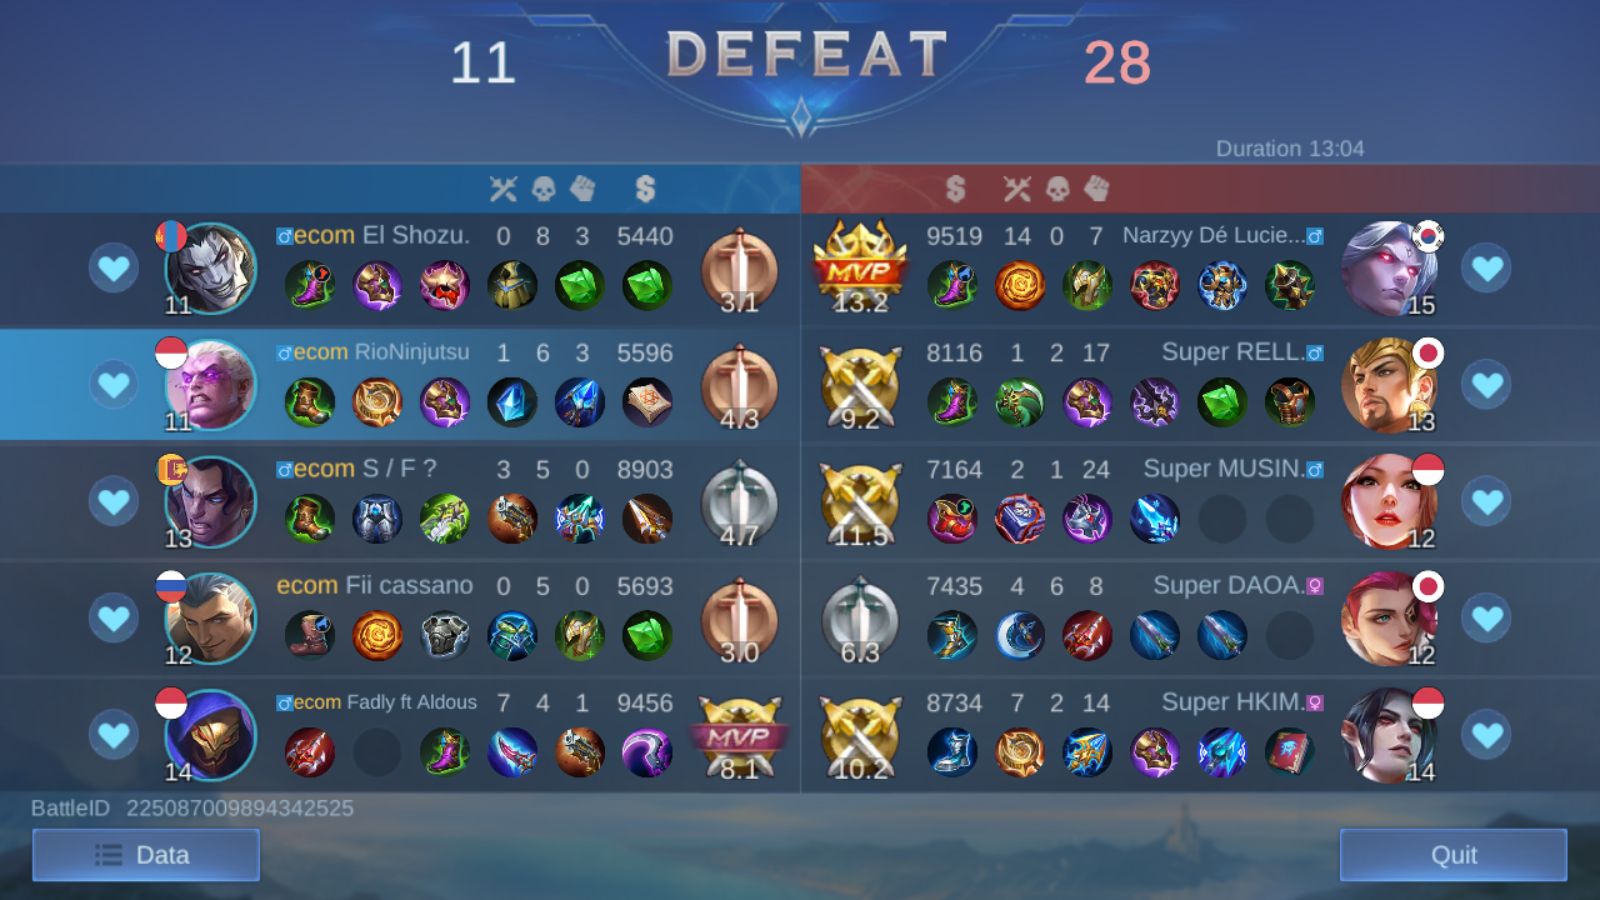 11 DEFEAT 28
Duration 13:04
ecom El Shozu. 0 8 3 5440
11 3.1
MVP 13.2
9519 14 0 7 Narzyy Dé Lucie...
15
ecom RioNinjutsu 1 6 3 5596
11 4.3
8116 1 2 17 Super RELL.
9.2 13
ecom S / F ? 3 5 0 8903
13 4.7
7164 2 1 24 Super MUSIN.
11.5 12
ecom Fii cassano 0 5 0 5693
12 3.0
7435 4 6 8 Super DAOA.
6.3 12
ecom Fadly ft Aldous 7 4 1 9456
14 MVP 8.1
8734 7 2 14 Super HKIM.
10.2 14
BattleID 225087009894342525
Data
Quit